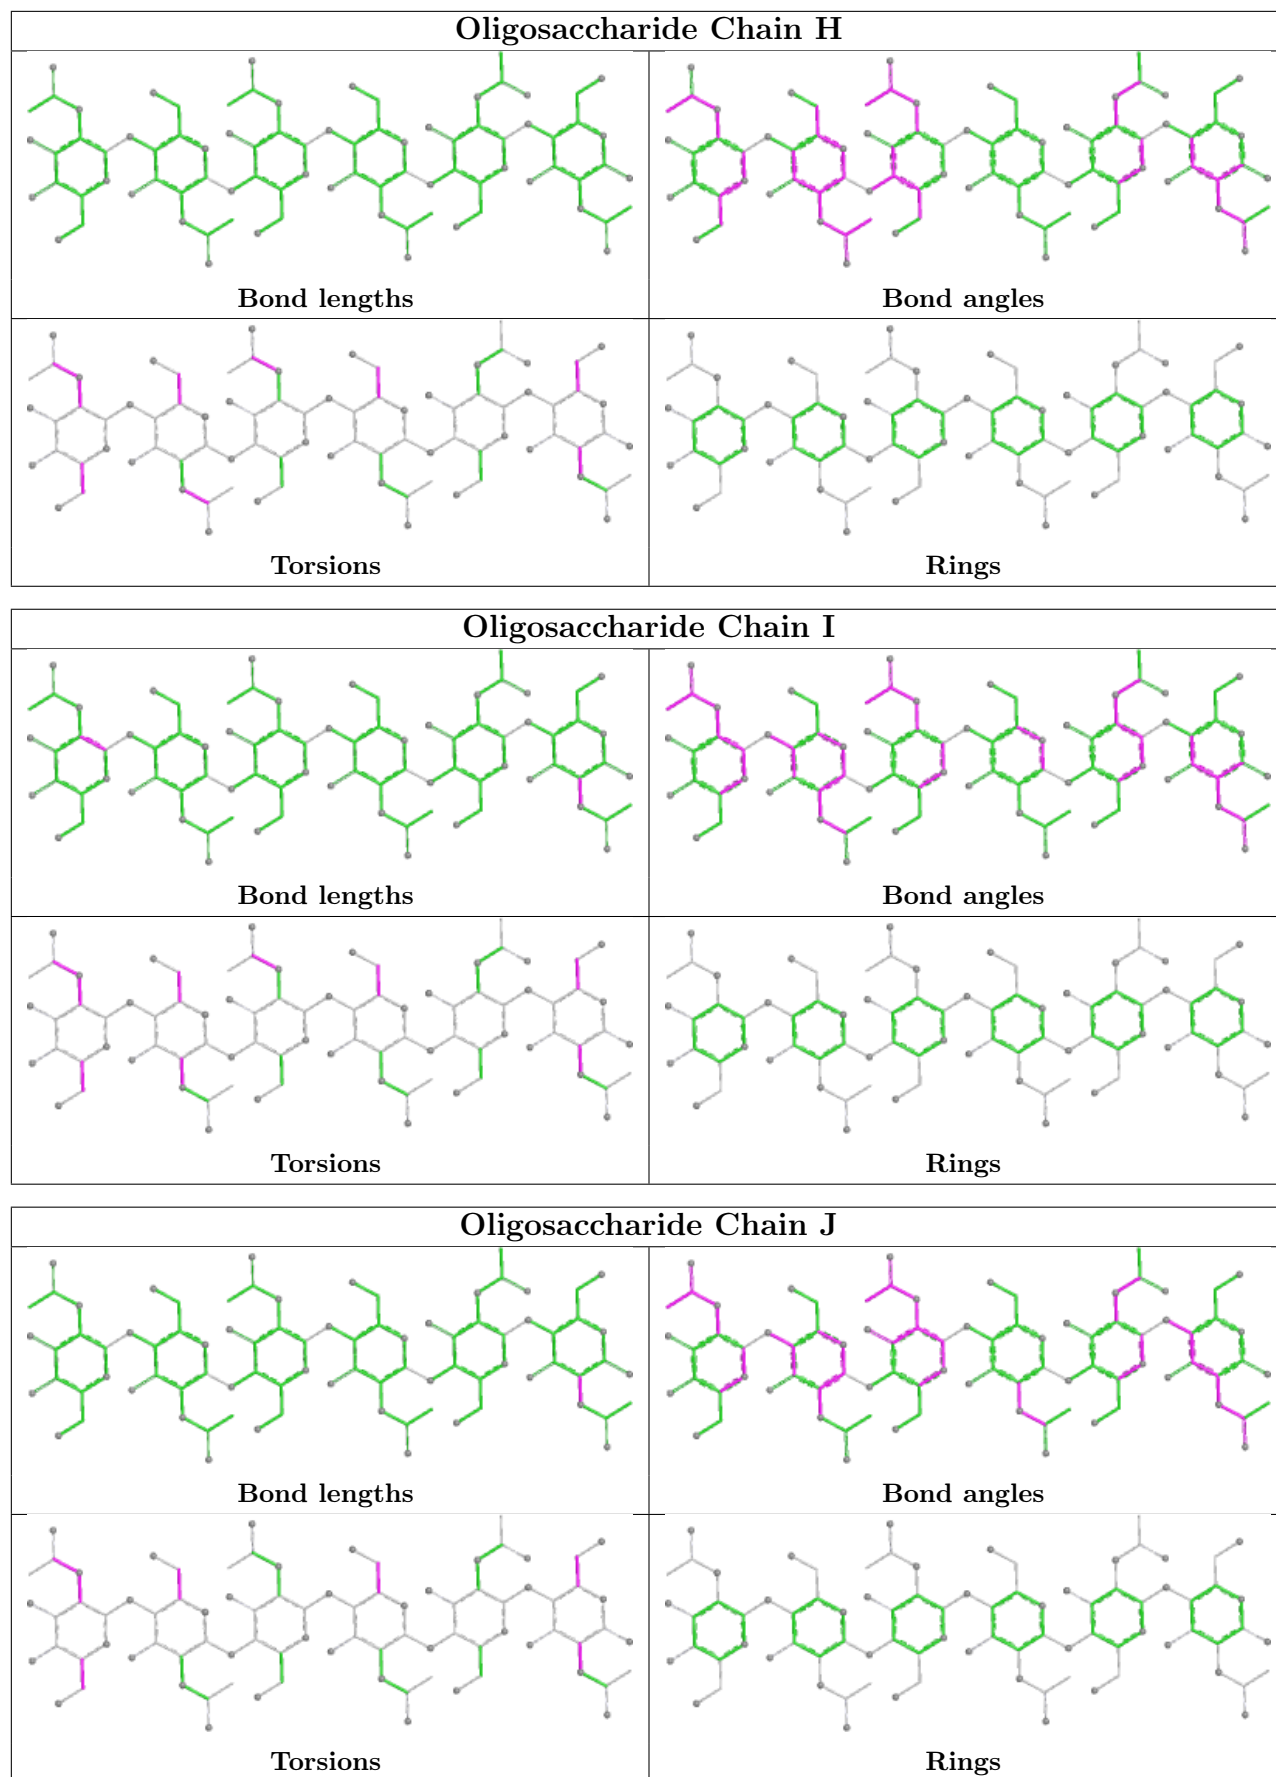 Oligosaccharide Chain H
Bond lengths
Bond angles
Torsions
Rings
Oligosaccharide Chain I
Bond lengths
Bond angles
Torsions
Rings
Oligosaccharide Chain J
Bond lengths
Bond angles
Torsions
Rings